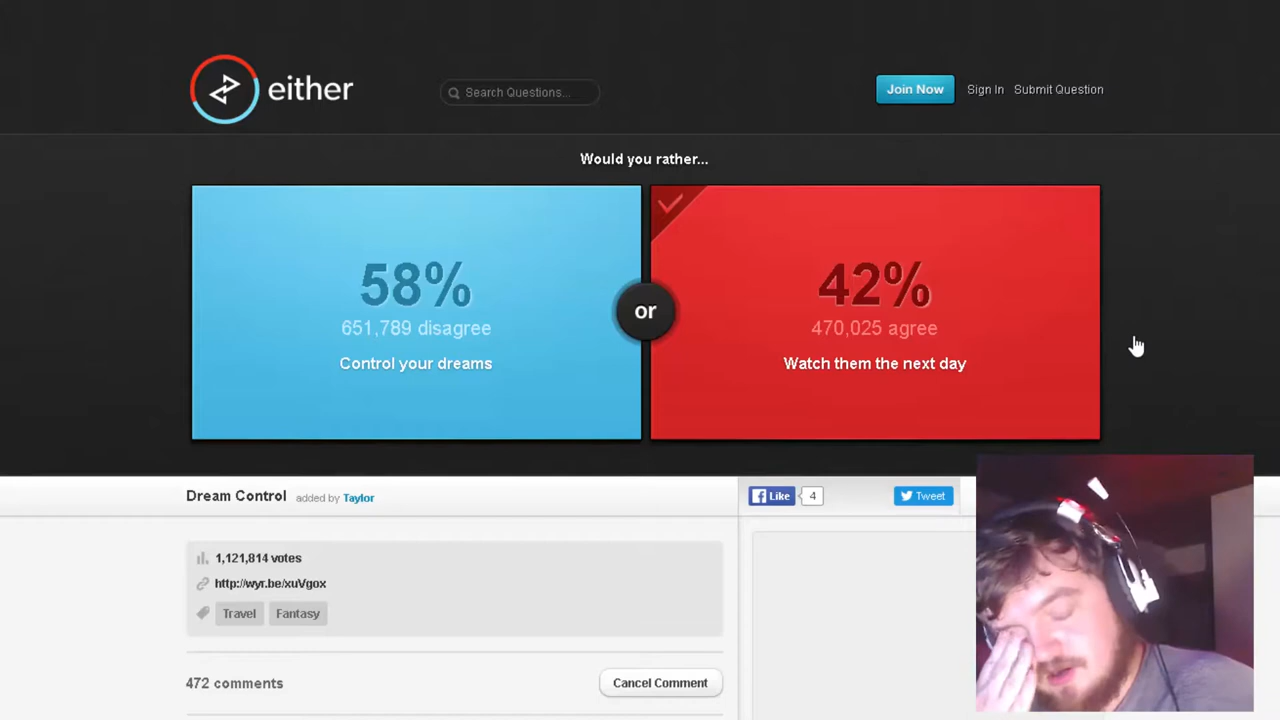 either
Search Questions...
Join Now
Sign In
Submit Question
Would you rather...
58%
651,789 disagree
Control your dreams
or
42%
470,025 agree
Watch them the next day
Dream Control added by Taylor
Like 4
Tweet
1,121,814 votes
http://wyr.be/xuVgox
Travel Fantasy
472 comments
Cancel Comment